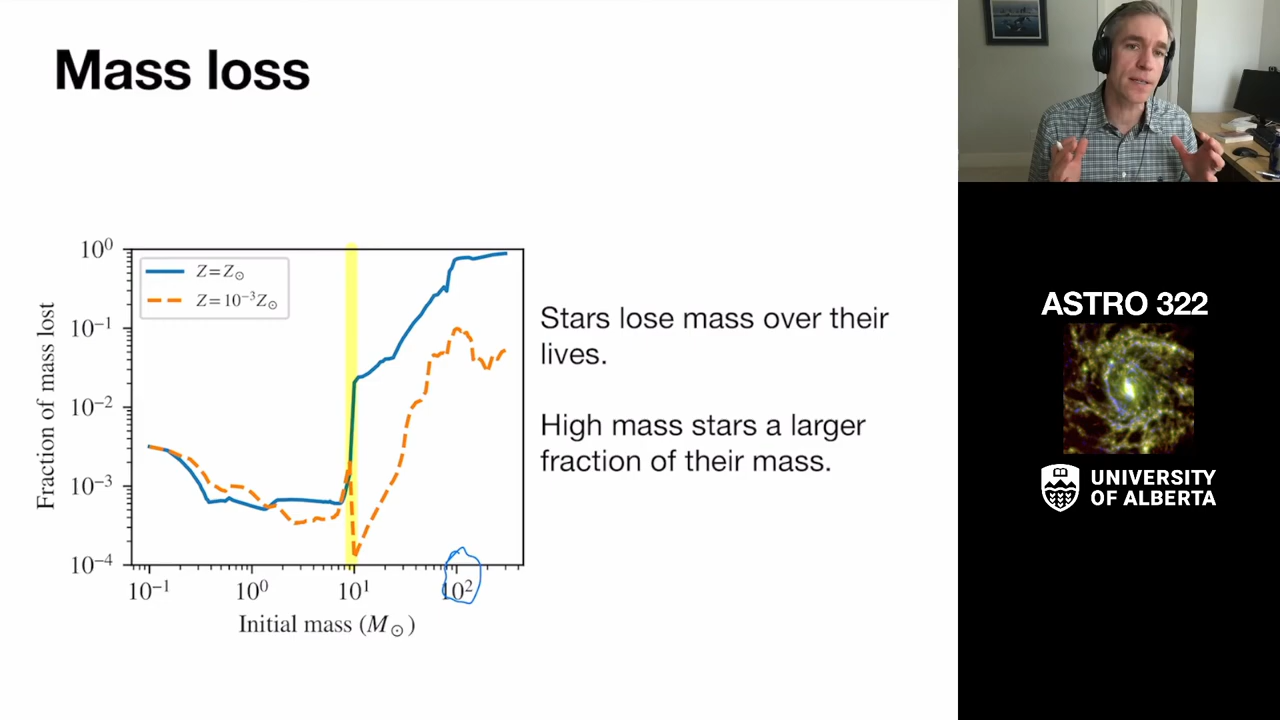 Mass loss
10⁰
10⁻¹
10⁻²
10⁻³
10⁻⁴
Fraction of mass lost
Z=Z⊙
Z=10⁻³Z⊙
10⁻¹
10⁰
10¹
10²
Initial mass (M⊙)
Stars lose mass over their
lives.
High mass stars a larger
fraction of their mass.
ASTRO 322
UNIVERSITY
OF ALBERTA